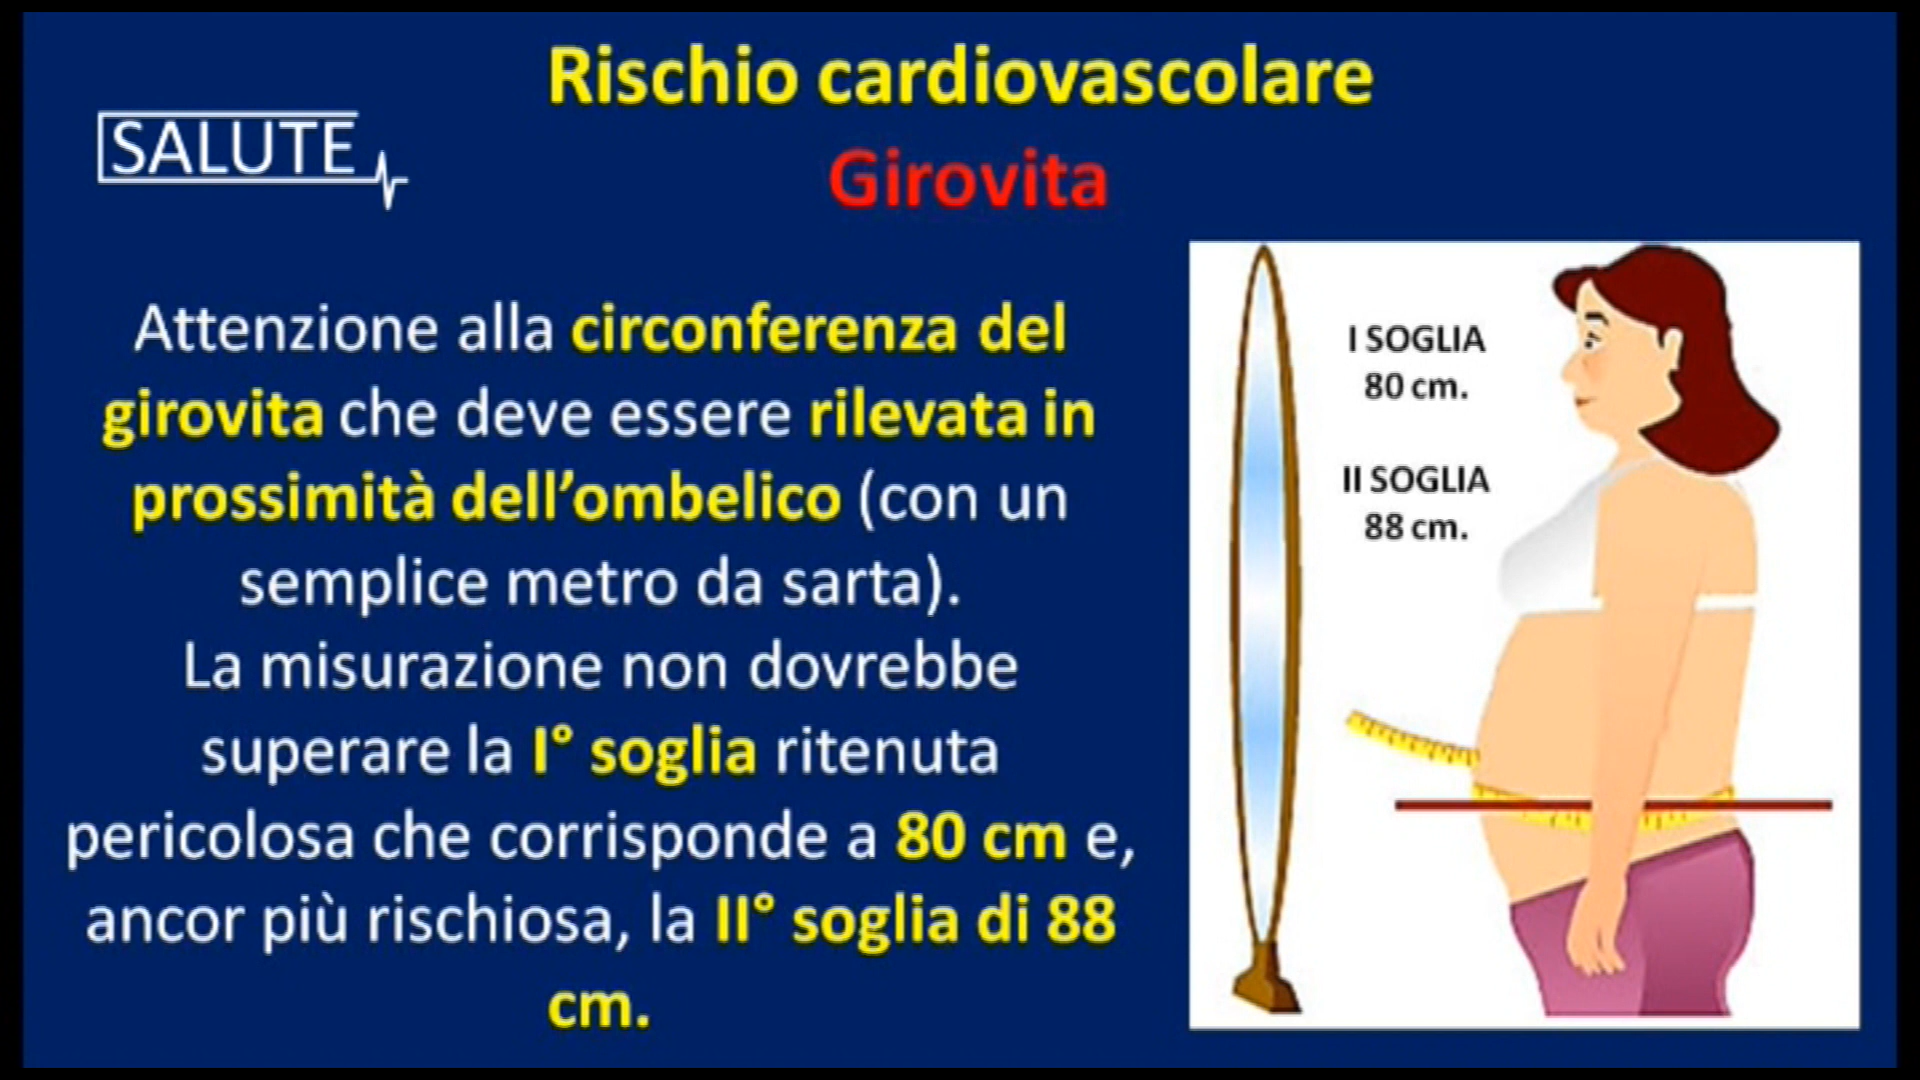 Rischio cardiovascolare
Girovita
SALUTE
Attenzione alla circonferenza del
girovita che deve essere rilevata in
prossimità dell’ombelico (con un
semplice metro da sarta).
La misurazione non dovrebbe
superare la I° soglia ritenuta
pericolosa che corrisponde a 80 cm e,
ancor più rischiosa, la II° soglia di 88
cm.
I SOGLIA
80 cm.
II SOGLIA
88 cm.